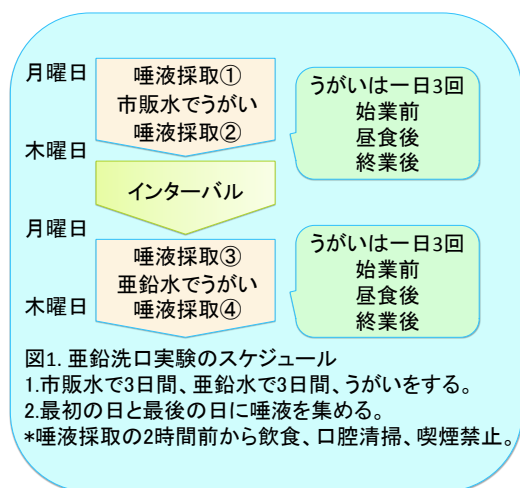 月曜日
唾液採取①
市販水でうがい
唾液採取②
木曜日
うがいは一日3回
始業前
昼食後
終業後
インターバル
月曜日
唾液採取③
亜鉛水でうがい
唾液採取④
木曜日
うがいは一日3回
始業前
昼食後
終業後
図1. 亜鉛洗口実験のスケジュール
1.市販水で3日間、亜鉛水で3日間、うがいをする。
2.最初の日と最後の日に唾液を集める。
*唾液採取の2時間前から飲食、口腔清掃、喫煙禁止。